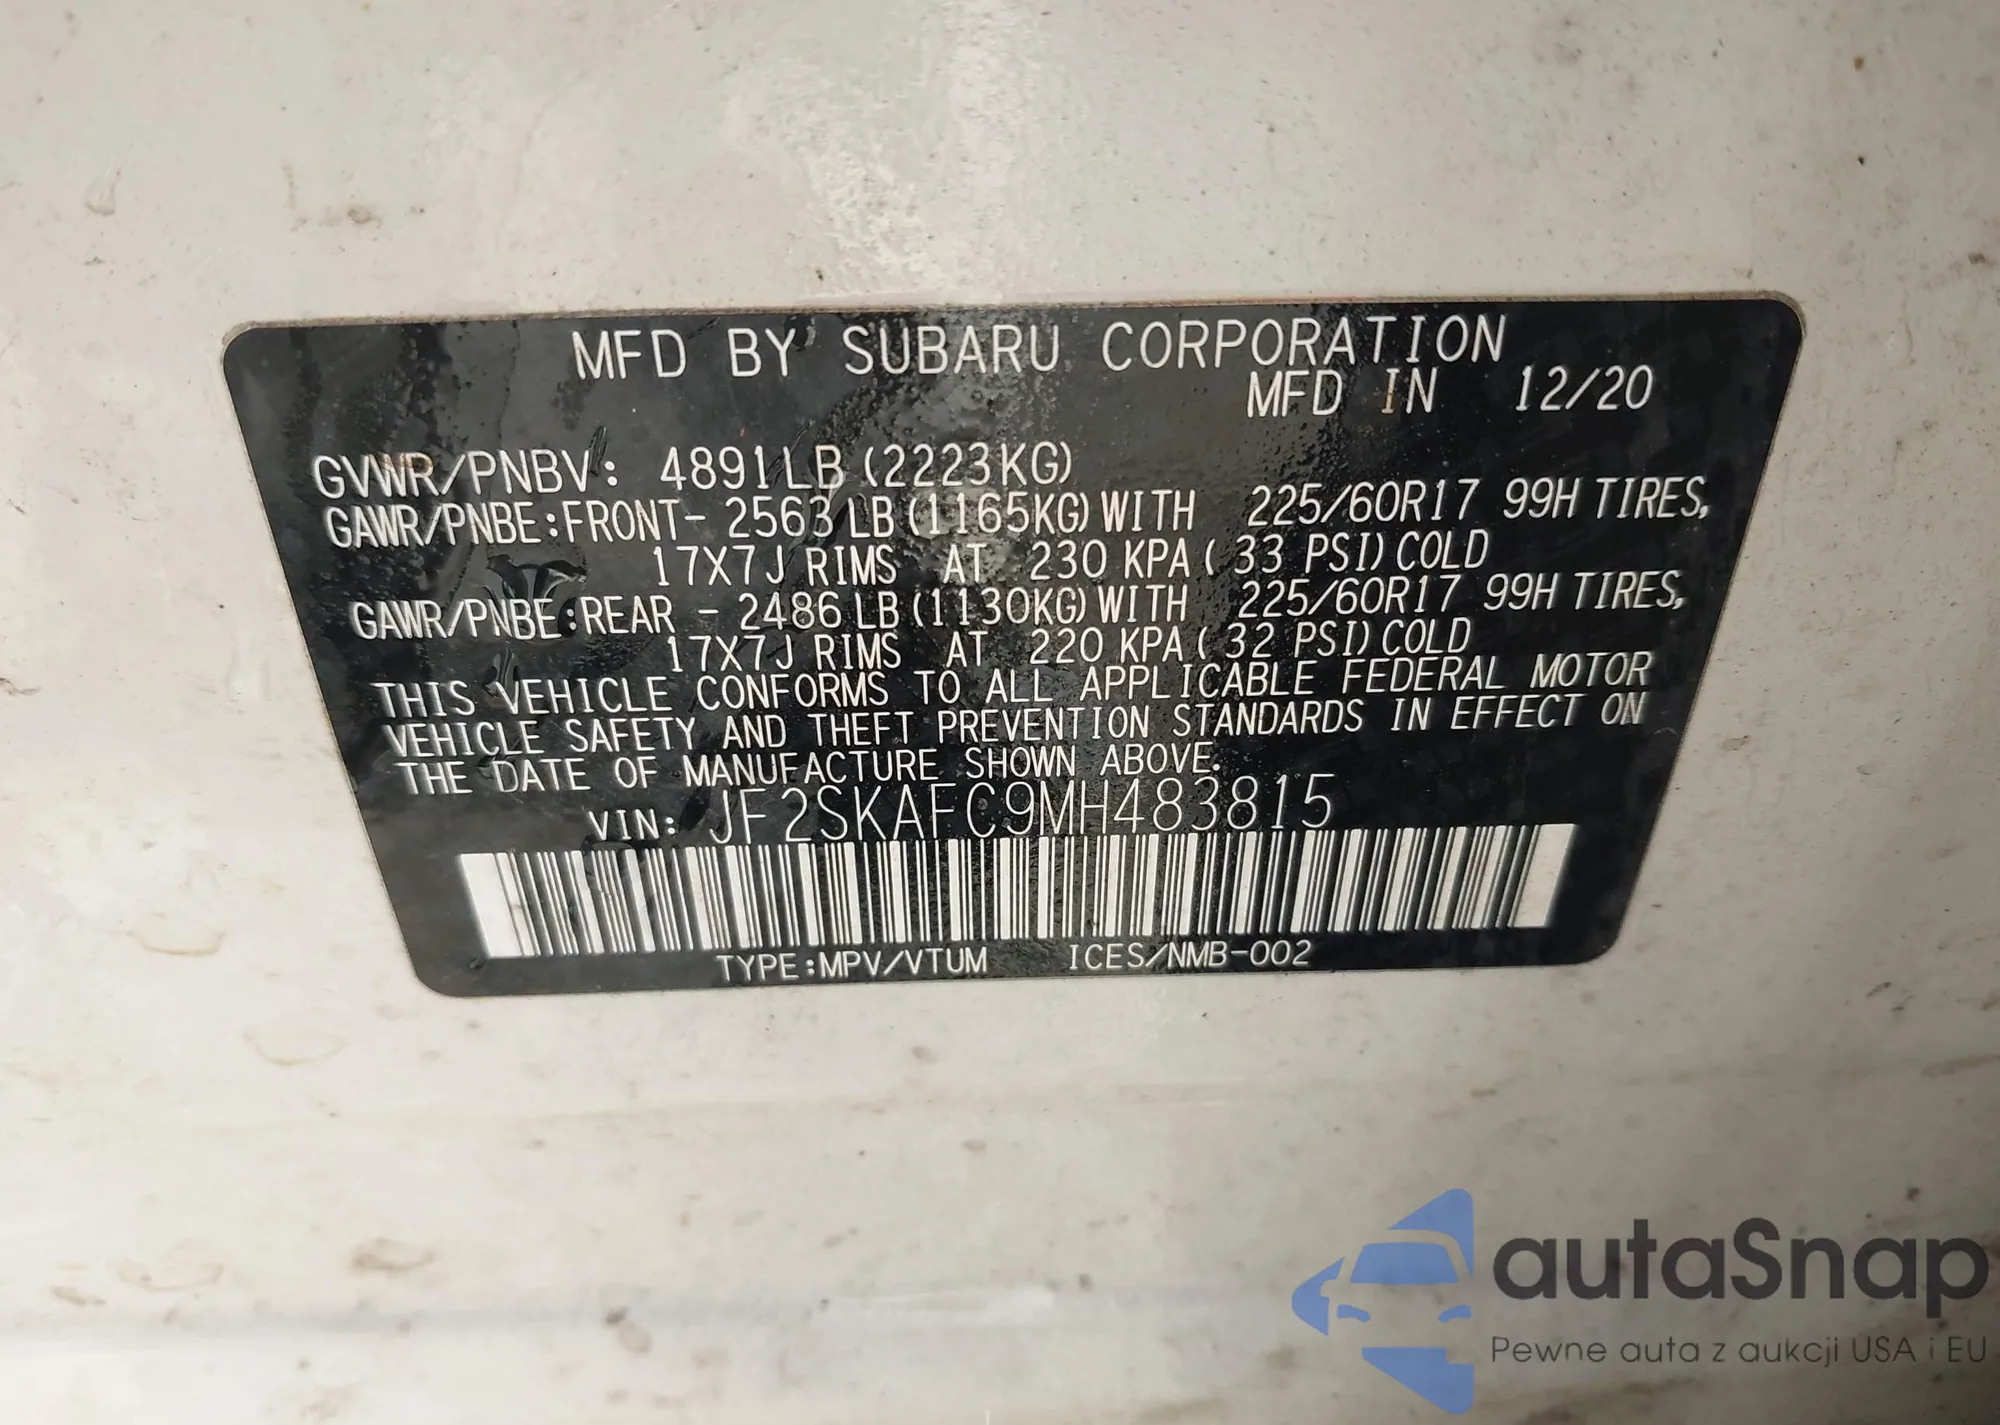 MFD BY SUBARU CORPORATION
MFD IN 12/20
GVWR/PNBV: 4891LB (2223KG)
GAWR/PNBE:FRONT- 2563 LB (1165KG) WITH 225/60R17 99H TIRES,
17X7J RIMS AT 230 KPA ( 33 PSI) COLD
GAWR/PNBE:REAR - 2486 LB (1130KG) WITH 225/60R17 99H TIRES,
17X7J RIMS AT 220 KPA ( 32 PSI) COLD
THIS VEHICLE CONFORMS TO ALL APPLICABLE FEDERAL MOTOR
VEHICLE SAFETY AND THEFT PREVENTION STANDARDS IN EFFECT ON
THE DATE OF MANUFACTURE SHOWN ABOVE.
VIN: JF2SKAFC9MH483815
TYPE:MPV/VTUM ICES/NMB-002
autaSnap
Pewne auta z aukcji USA i EU